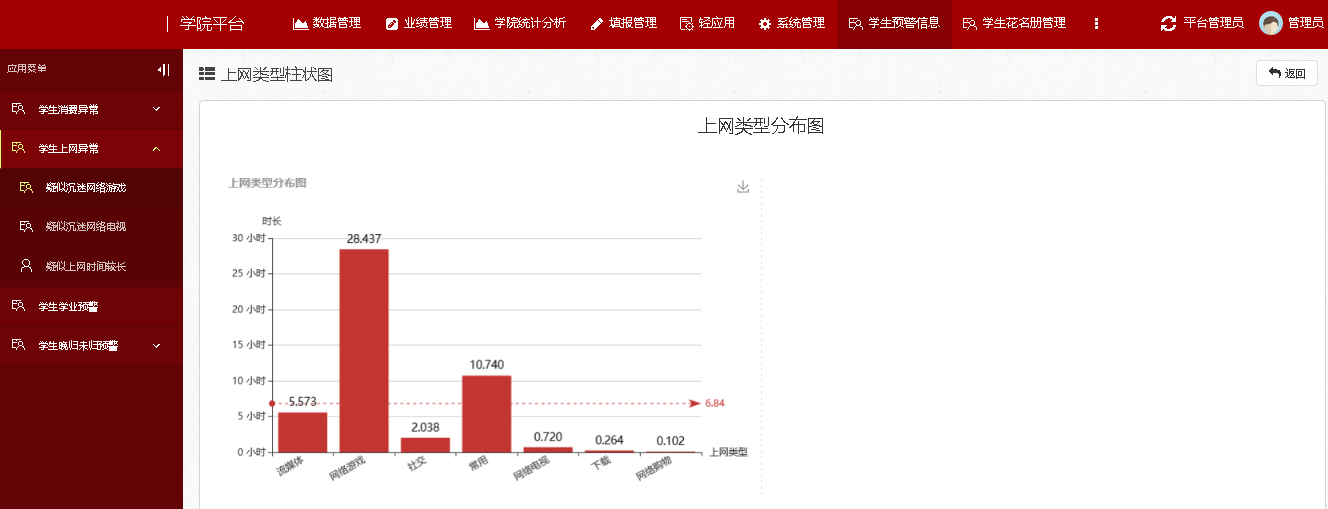 学院平台
数据管理
业绩管理
学院统计分析
填报管理
轻应用
系统管理
学生预警信息
学生花名册管理
平台管理员
管理员
应用菜单
学生消费异常
学生上网异常
疑似沉迷网络游戏
疑似沉迷网络电视
疑似上网时间较长
学生学业预警
学生晚归未归预警
上网类型柱状图
返回
上网类型分布图
上网类型分布图
时长
30 小时
25 小时
20 小时
15 小时
10 小时
5 小时
0 小时
5.573
28.437
2.038
10.740
0.720
0.264
0.102
6.84
上网类型
流媒体
网络游戏
社交
常用
网络电视
下载
网络购物